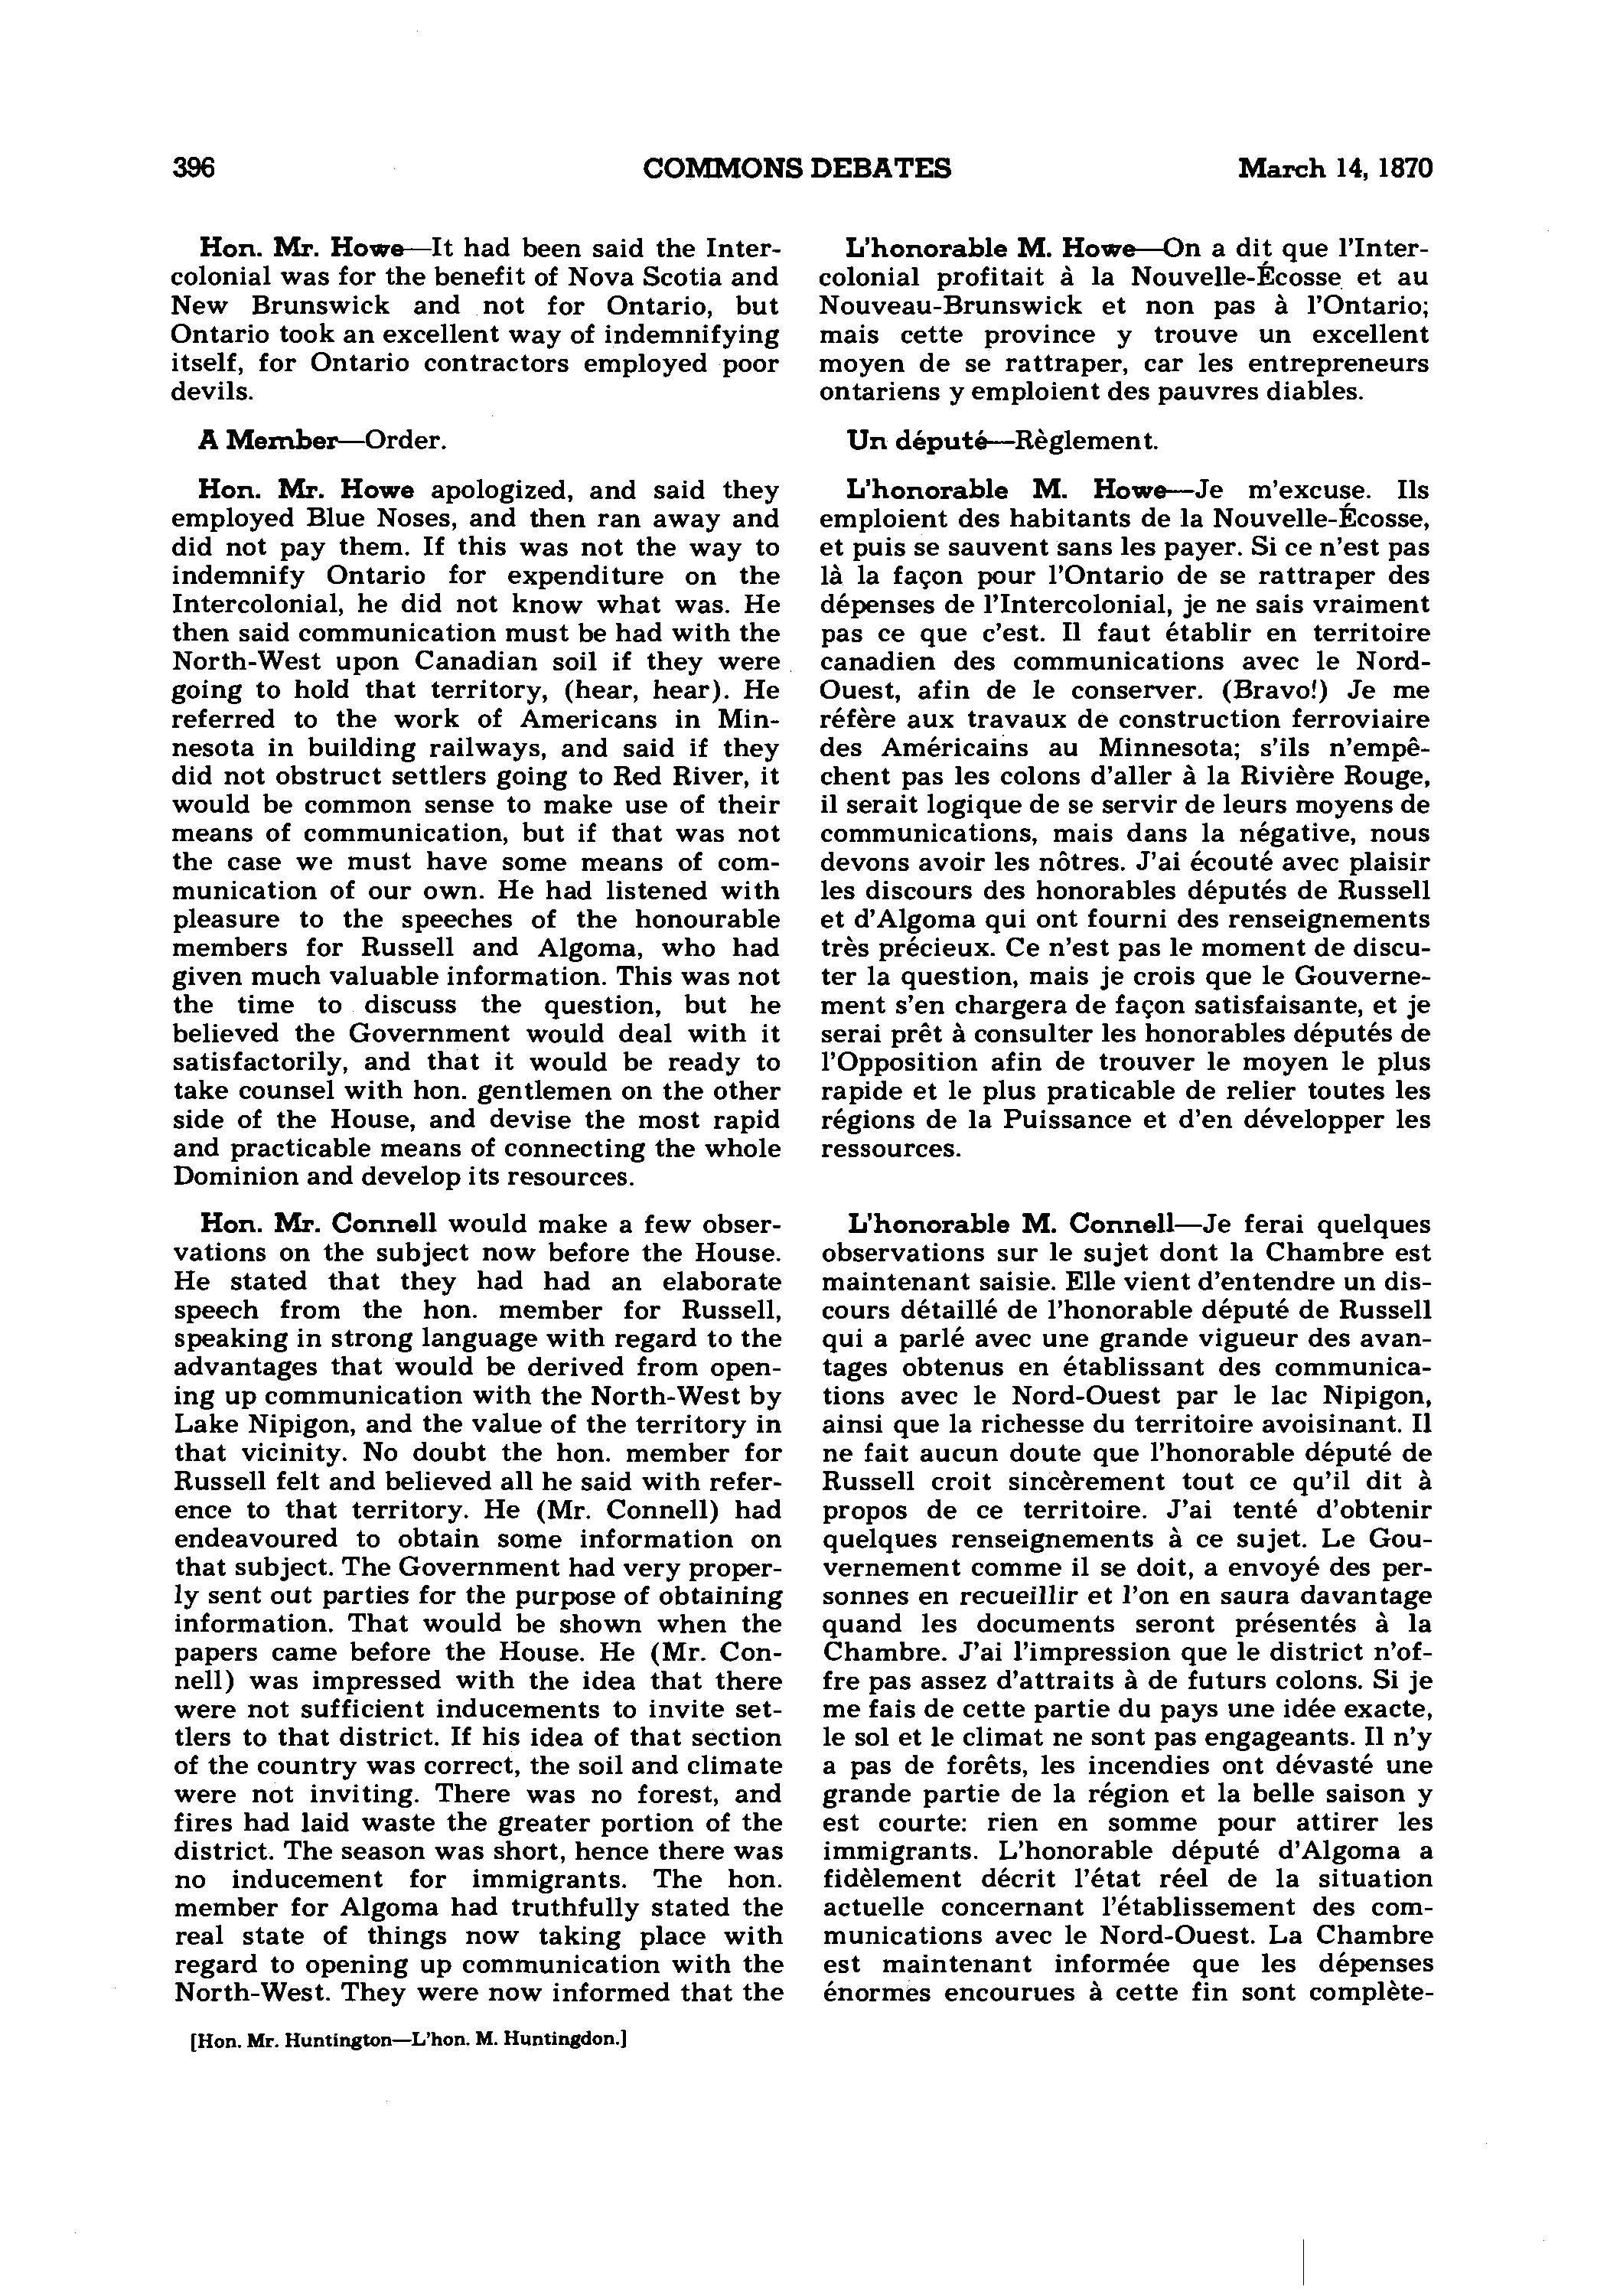 396 COMMONS DEBATES March 14, 1870
Hon. Mr. Howe—It had been said the Inter-
colonial was for the benefit of Nova Scotia and
New Brunswick and not for Ontario, but
Ontario took an excellent way of indemnifying
itself, for Ontario contractors employed poor
devils.
A Member—Order.
Hon. Mr. Howe apologized, and said they
employed Blue Noses, and then ran away and
did not pay them. If this was not the way to
indemnify Ontario for expenditure on the
Intercolonial, he did not know what was. He
then said communication must be had with the
North-West upon Canadian soil if they were
going to hold that territory, (hear, hear). He
referred to the work of Americans in Min-
nesota in building railways, and said if they
did not obstruct settlers going to Red River, it
would be common sense to make use of their
means of communication, but if that was not
the case we must have some means of com-
munication of our own. He had listened with
pleasure to the speeches of the honourable
members for Russell and Algoma, who had
given much valuable information. This was not
the time to discuss the question, but he
believed the Government would deal with it
satisfactorily, and that it would be ready to
take counsel with hon. gentlemen on the other
side of the House, and devise the most rapid
and practicable means of connecting the whole
Dominion and develop its resources.
Hon. Mr. Connell would make a few obser-
vations on the subject now before the House.
He stated that they had had an elaborate
speech from the hon. member for Russell,
speaking in strong language with regard to the
advantages that would be derived from open-
ing up communication with the North-West by
Lake Nipigon, and the value of the territory in
that vicinity. No doubt the hon. member for
Russell felt and believed all he said with refer-
ence to that territory. He (Mr. Connell) had
endeavoured to obtain some information on
that subject. The Government had very proper-
ly sent out parties for the purpose of obtaining
information. That would be shown when the
papers came before the House. He (Mr. Con-
nell) was impressed with the idea that there
were not sufficient inducements to invite set-
tlers to that district. If his idea of that section
of the country was correct, the soil and climate
were not inviting. There was no forest, and
fires had laid waste the greater portion of the
district. The season was short, hence there was
no inducement for immigrants. The hon.
member for Algoma had truthfully stated the
real state of things now taking place with
regard to opening up communication with the
North-West. They were now informed that the
L'honorable M. Howe—On a dit que l'Inter-
colonial profitait à la Nouvelle-Écosse et au
Nouveau-Brunswick et non pas à l'Ontario;
mais cette province y trouve un excellent
moyen de se rattraper, car les entrepreneurs
ontariens y emploient des pauvres diables.
Un député—Règlement.
L'honorable M. Howe—Je m'excuse. Ils
emploient des habitants de la Nouvelle-Écosse,
et puis se sauvent sans les payer. Si ce n'est pas
là la façon pour l'Ontario de se rattraper des
dépenses de l'Intercolonial, je ne sais vraiment
pas ce que c'est. Il faut établir en territoire
canadien des communications avec le Nord-
Ouest, afin de le conserver. (Bravo!) Je me
réfère aux travaux de construction ferroviaire
des Américains au Minnesota; s'ils n'empê-
chent pas les colons d'aller à la Rivière Rouge,
il serait logique de se servir de leurs moyens de
communications, mais dans la négative, nous
devons avoir les nôtres. J'ai écouté avec plaisir
les discours des honorables députés de Russell
et d'Algoma qui ont fourni des renseignements
très précieux. Ce n'est pas le moment de discu-
ter la question, mais je crois que le Gouverne-
ment s'en chargera de façon satisfaisante, et je
serai prêt à consulter les honorables députés de
l'Opposition afin de trouver le moyen le plus
rapide et le plus praticable de relier toutes les
régions de la Puissance et d'en développer les
ressources.
L'honorable M. Connell—Je ferai quelques
observations sur le sujet dont la Chambre est
maintenant saisie. Elle vient d'entendre un dis-
cours détaillé de l'honorable député de Russell
qui a parlé avec une grande vigueur des avan-
tages obtenus en établissant des communica-
tions avec le Nord-Ouest par le lac Nipigon,
ainsi que la richesse du territoire avoisinant. Il
ne fait aucun doute que l'honorable député de
Russell croit sincèrement tout ce qu'il dit à
propos de ce territoire. J'ai tenté d'obtenir
quelques renseignements à ce sujet. Le Gou-
vernement comme il se doit, a envoyé des per-
sonnes en recueillir et l'on en saura davantage
quand les documents seront présentés à la
Chambre. J'ai l'impression que le district n'of-
fre pas assez d'attraits à de futurs colons. Si je
me fais de cette partie du pays une idée exacte,
le sol et le climat ne sont pas engageants. Il n'y
a pas de forêts, les incendies ont dévasté une
grande partie de la région et la belle saison y
est courte: rien en somme pour attirer les
immigrants. L'honorable député d'Algoma a
fidèlement décrit l'état réel de la situation
actuelle concernant l'établissement des com-
munications avec le Nord-Ouest. La Chambre
est maintenant informée que les dépenses
énormes encourues à cette fin sont complète-
[Hon. Mr. Huntington—L'hon. M. Huntingdon.]